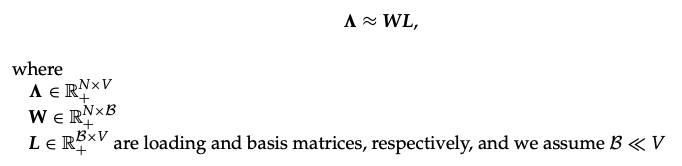 Λ ≈ WL,
where
Λ ∈ ℝ₊^{N×V}
W ∈ ℝ₊^{N×ℬ}
L ∈ ℝ₊^{ℬ×V} are loading and basis matrices, respectively, and we assume ℬ ≪ V